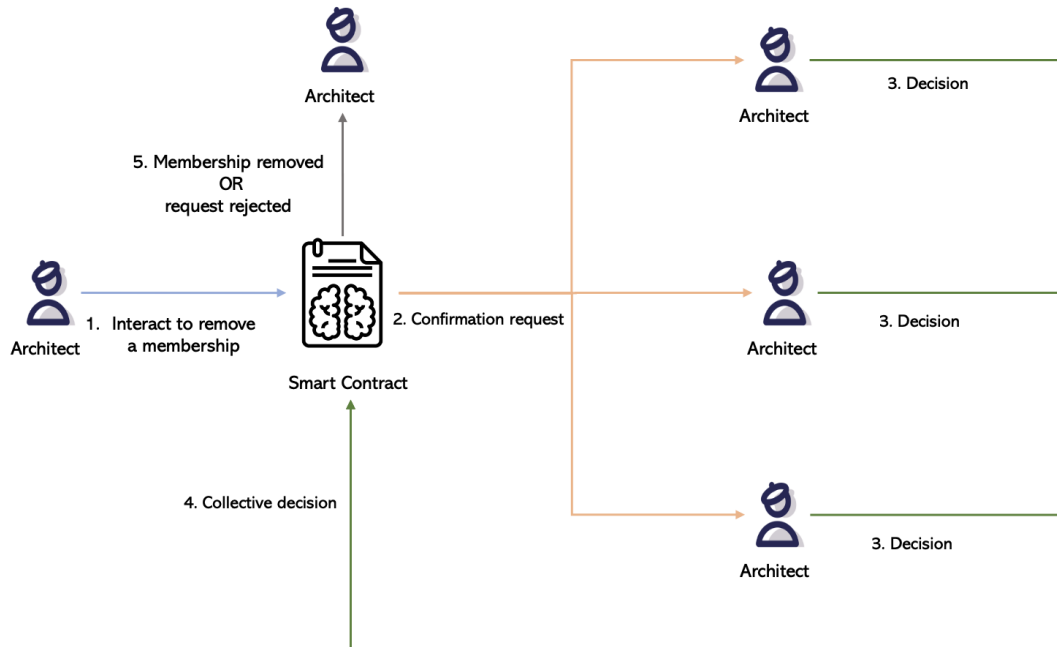 Architect
5. Membership removed
OR
request rejected
Architect
1. Interact to remove
a membership
Smart Contract
2. Confirmation request
Architect
3. Decision
Architect
3. Decision
Architect
3. Decision
4. Collective decision